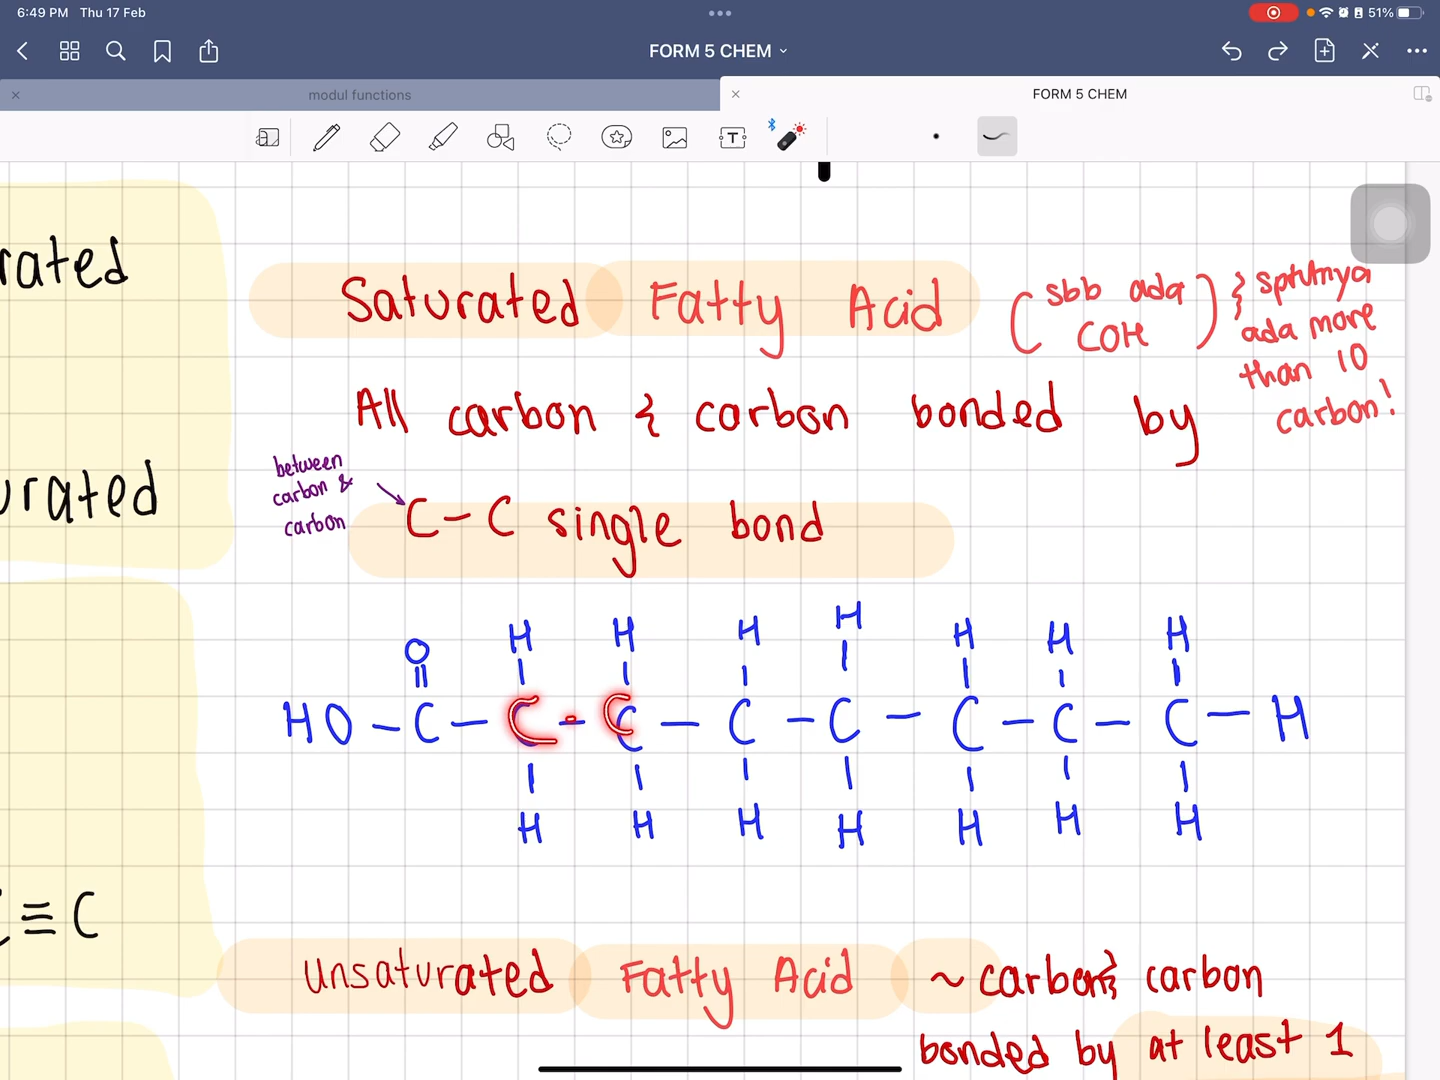 6:49 PM Thu 17 Feb
51%
FORM 5 CHEM
modul functions
FORM 5 CHEM
rated
urated
≡ C
Saturated Fatty Acid
( sbb ada
COH )
} sptutnya
ada more
than 10
carbon!
All carbon & carbon bonded by
between
carbon &
carbon
C - C single bond
O H H H H H H H
HO - C - C - C - C - C - C - C - C - H
H H H H H H H
Unsaturated Fatty Acid ~ carbon & carbon
bonded by at least 1